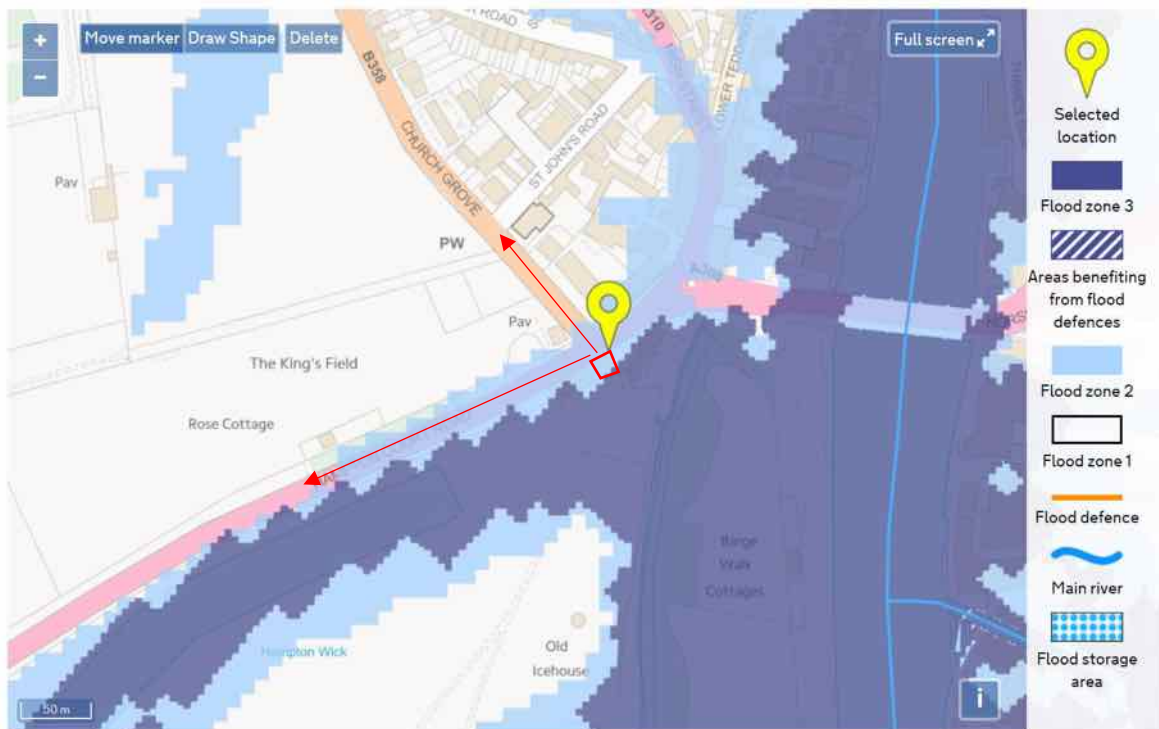 +
−
Move marker
Draw Shape
Delete
Full screen
B358
CHURCH GROVE
ST JOHN'S ROAD
ROAD
A310
LOWER TEDD
Pav
PW
Pav
The King's Field
Rose Cottage
Barge
Walk
Cottages
Old
Icehouse
Hampton Wick
50 m
i
Selected
location
Flood zone 3
Areas benefiting
from flood
defences
Flood zone 2
Flood zone 1
Flood defence
Main river
Flood storage
area